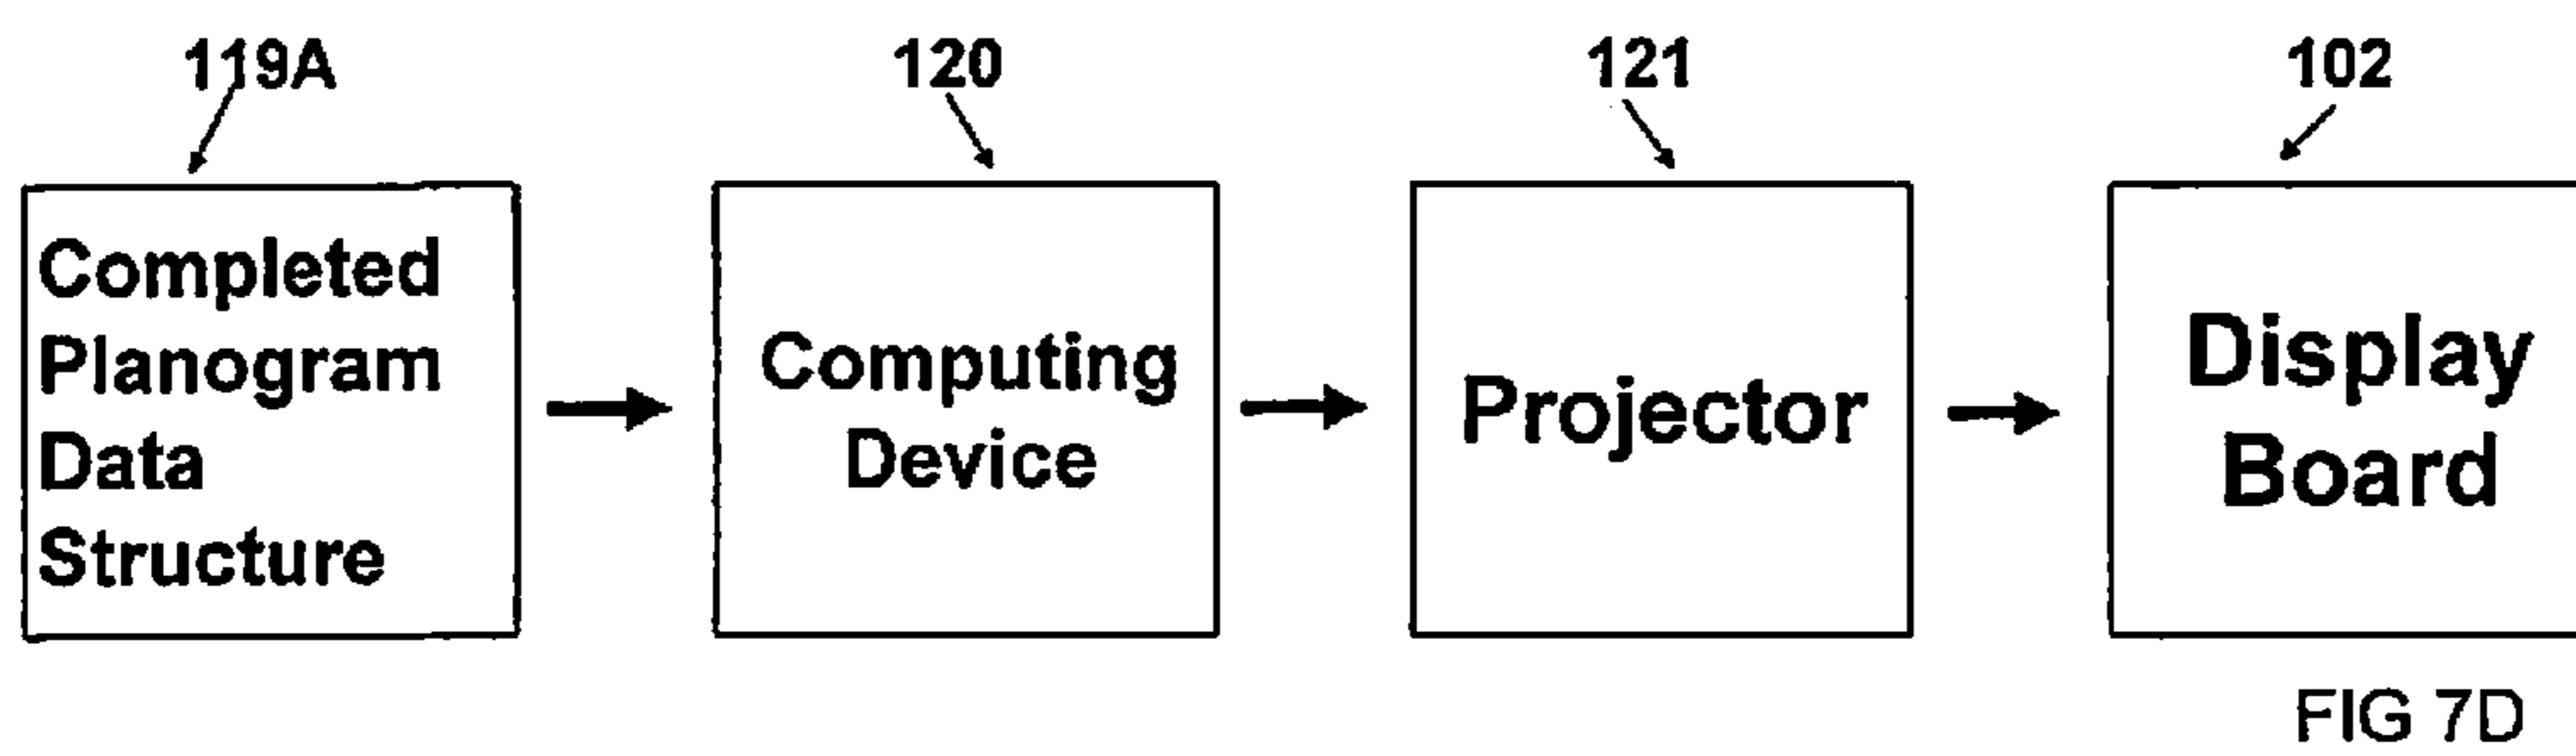 119A
120
121
102
Completed
Planogram
Data
Structure
Computing
Device
Projector
Display
Board
FIG 7D